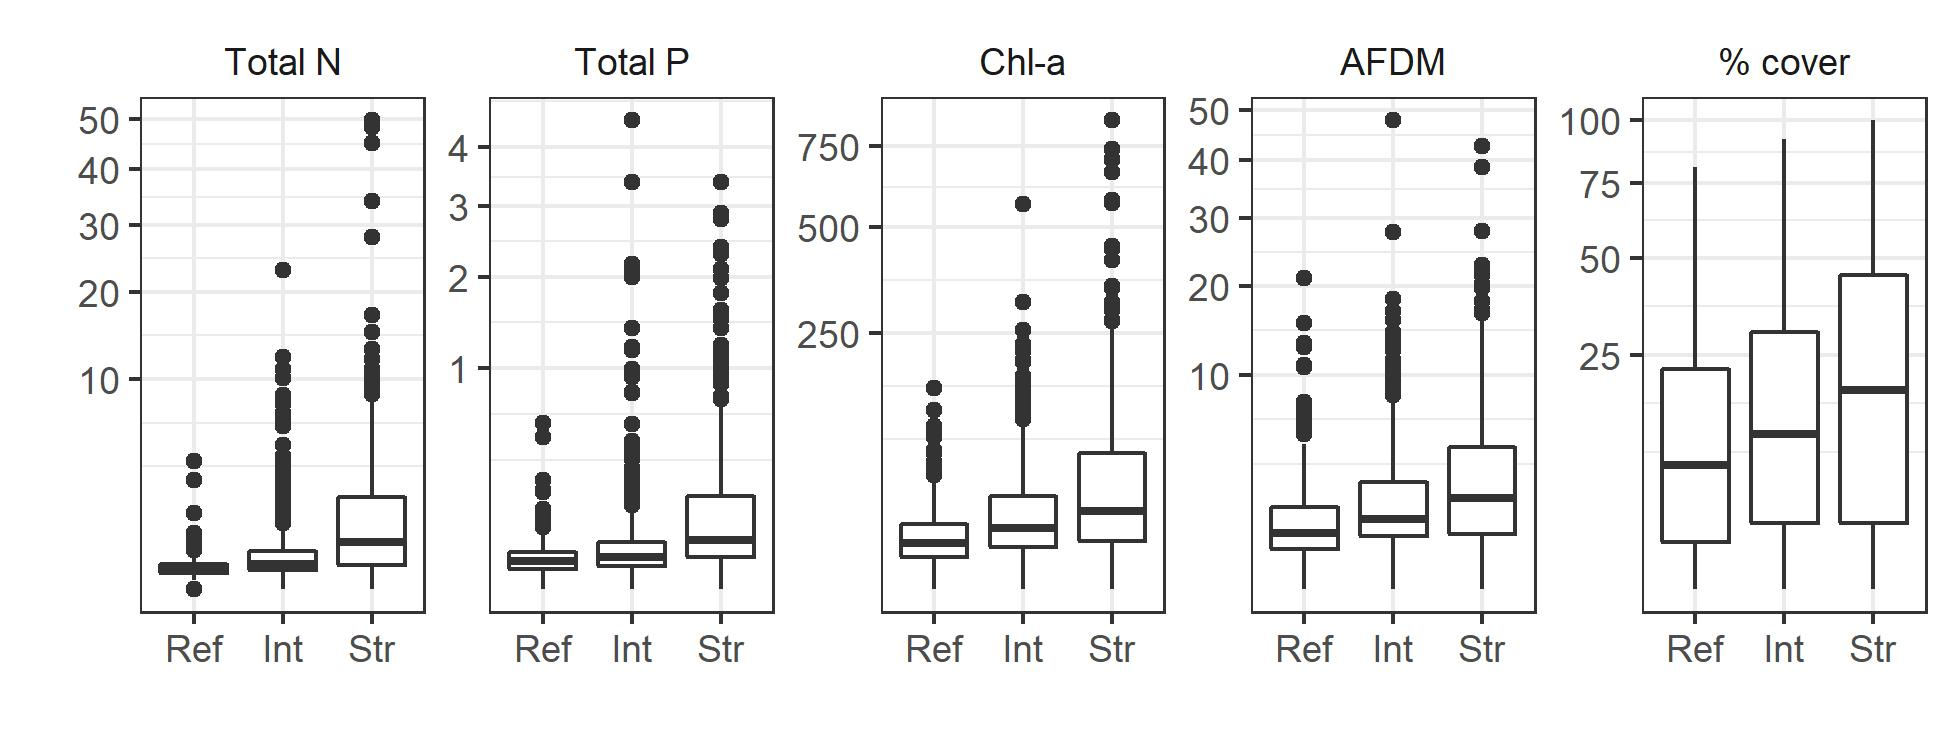 Total N
Total P
Chl-a
AFDM
% cover
50
40
30
20
10
Ref Int Str
4
3
2
1
Ref Int Str
750
500
250
Ref Int Str
50
40
30
20
10
Ref Int Str
100
75
50
25
Ref Int Str